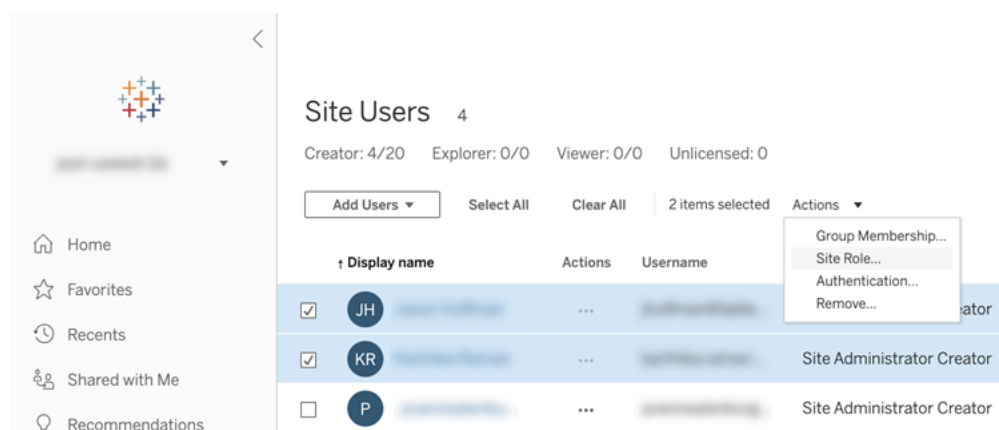 Site Users 4
Creator: 4/20 Explorer: 0/0 Viewer: 0/0 Unlicensed: 0
Add Users Select All Clear All 2 items selected Actions
Group Membership...
Site Role...
Authentication...
Remove...
Display name Actions Username
JH
KR Site Administrator Creator
P Site Administrator Creator
Home
Favorites
Recents
Shared with Me
Recommendations